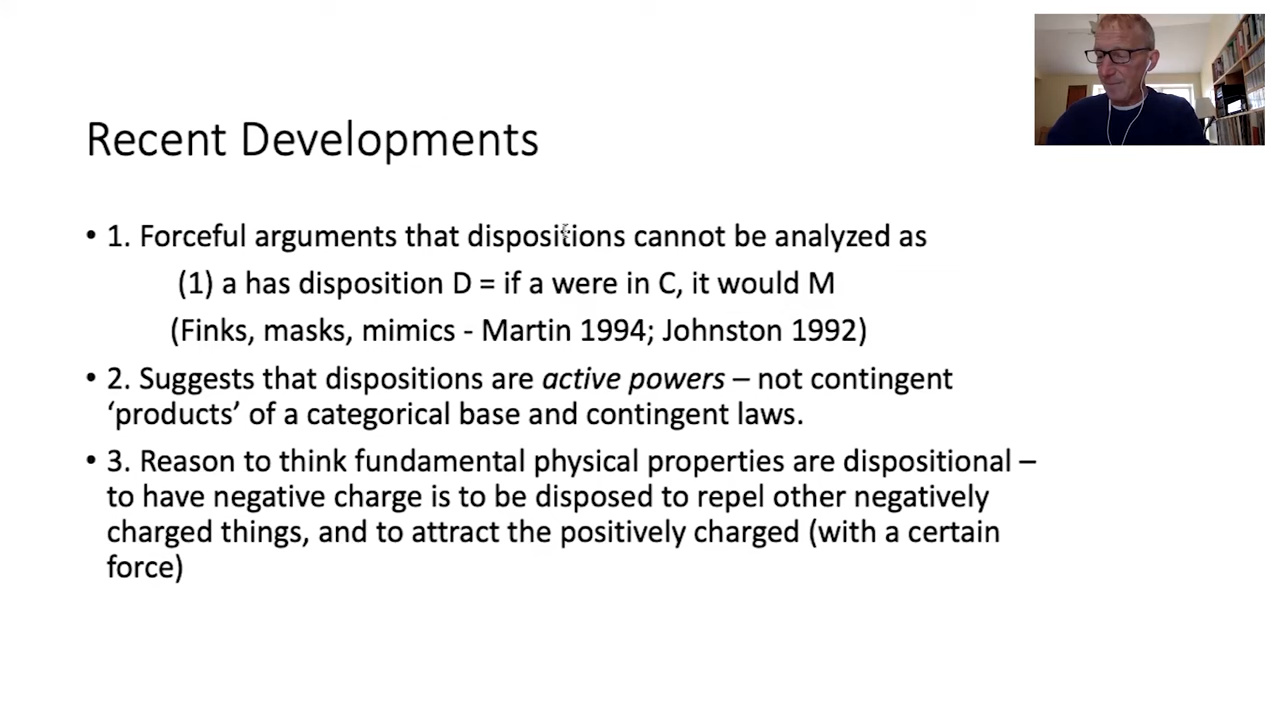 Recent Developments
• 1. Forceful arguments that dispositions cannot be analyzed as
(1) a has disposition D = if a were in C, it would M
(Finks, masks, mimics - Martin 1994; Johnston 1992)
• 2. Suggests that dispositions are active powers – not contingent
‘products’ of a categorical base and contingent laws.
• 3. Reason to think fundamental physical properties are dispositional –
to have negative charge is to be disposed to repel other negatively
charged things, and to attract the positively charged (with a certain
force)